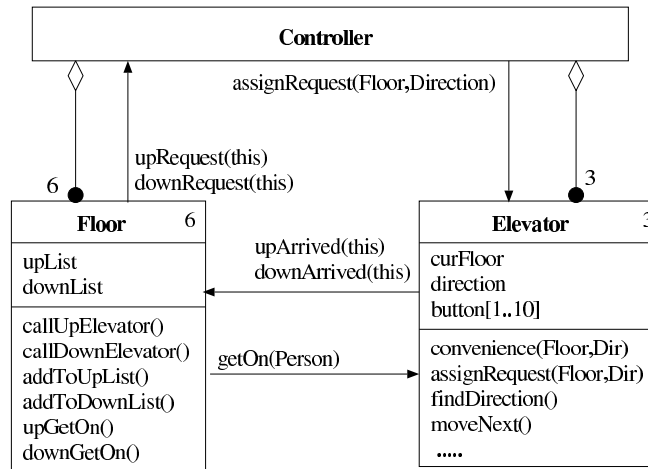 Controller
assignRequest(Floor,Direction)
upRequest(this)
downRequest(this)
6
3
Floor
6
Elevator
3
upList
downList
upArrived(this)
downArrived(this)
curFloor
direction
button[1..10]
callUpElevator()
callDownElevator()
addToUpList()
addToDownList()
upGetOn()
downGetOn()
getOn(Person)
convenience(Floor,Dir)
assignRequest(Floor,Dir)
findDirection()
moveNext()
.....